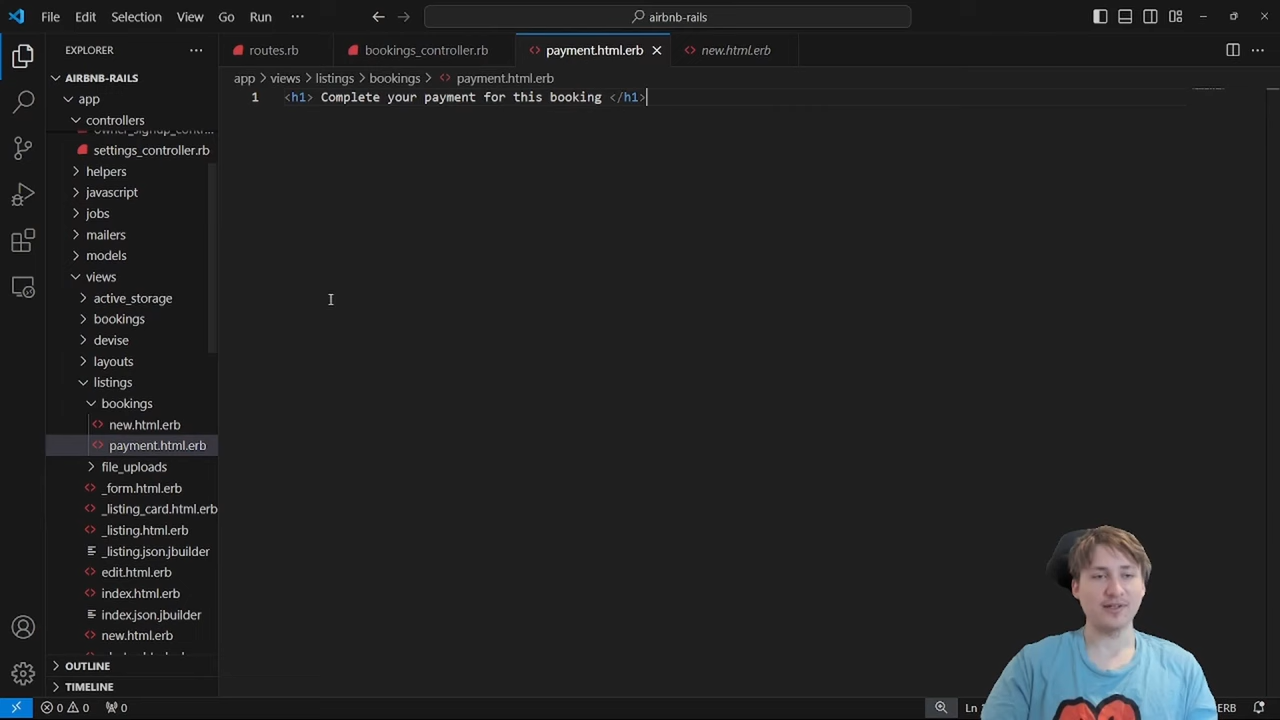 File Edit Selection View Go Run ··· airbnb-rails
EXPLORER ···
routes.rb bookings_controller.rb payment.html.erb new.html.erb ···
AIRBNB-RAILS
app > views > listings > bookings > payment.html.erb
1 <h1> Complete your payment for this booking </h1>
app
controllers
settings_controller.rb
helpers
javascript
jobs
mailers
models
views
active_storage
bookings
devise
layouts
listings
bookings
new.html.erb
payment.html.erb
file_uploads
_form.html.erb
_listing_card.html.erb
_listing.html.erb
_listing.json.jbuilder
edit.html.erb
index.html.erb
index.json.jbuilder
new.html.erb
OUTLINE
TIMELINE
0 0 0 Ln ERB